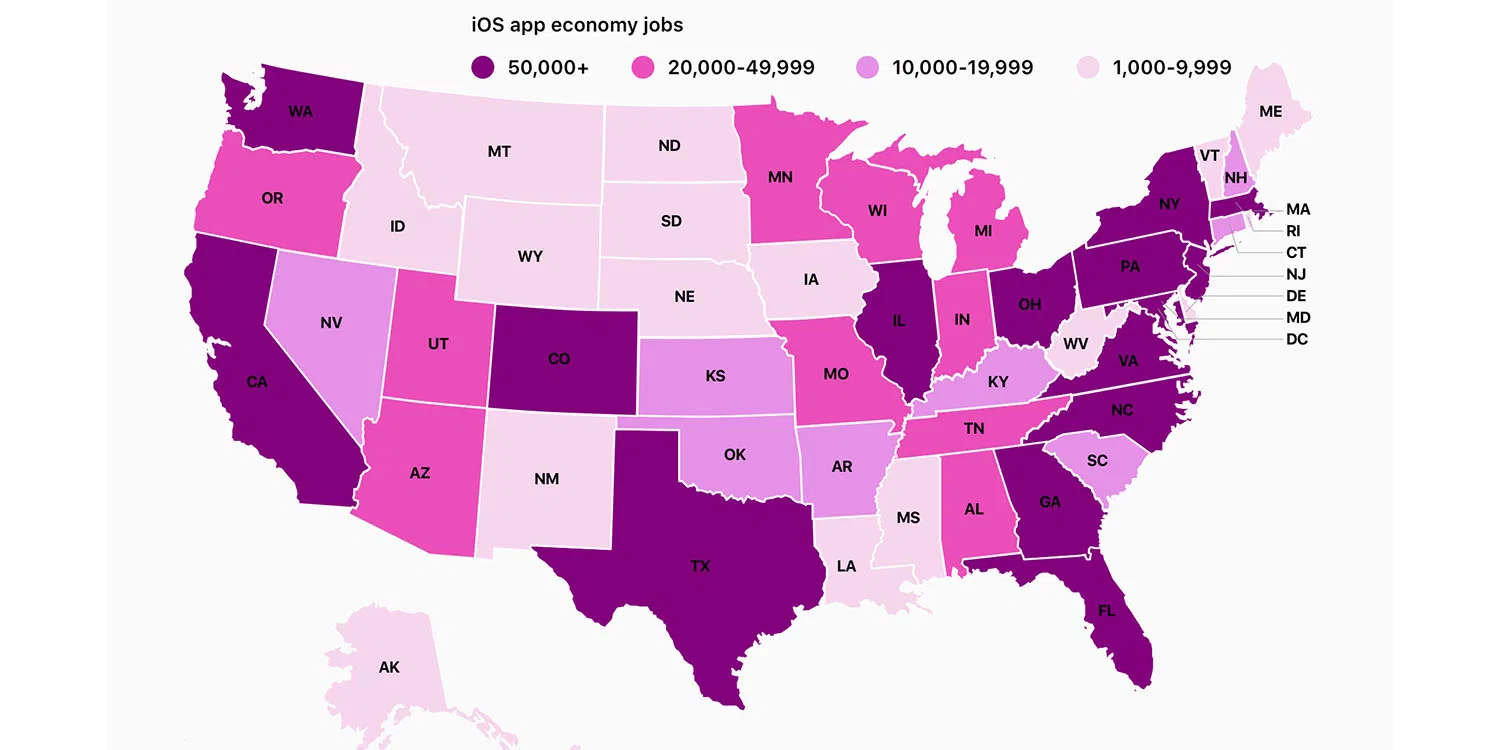 iOS app economy jobs
50,000+ 20,000-49,999 10,000-19,999 1,000-9,999
WA
MT
ND
MN
ME
VT
NH
OR
ID
SD
WI
MI
NY
MA
RI
CT
NJ
DE
MD
DC
WY
IA
NE
PA
NV
UT
CO
KS
MO
IL
IN
OH
WV
VA
KY
CA
AZ
NM
OK
AR
TN
NC
SC
MS
AL
GA
TX
LA
FL
AK